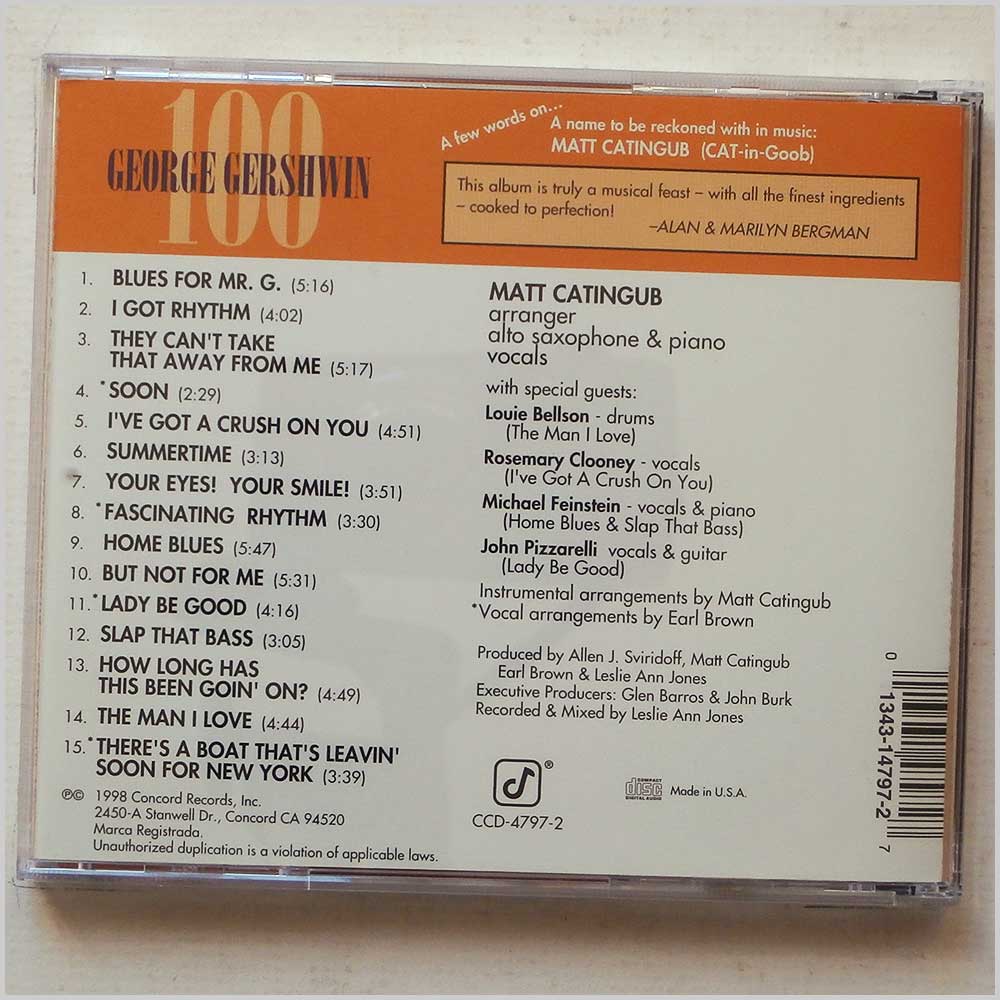 100
GEORGE GERSHWIN
A few words on...
A name to be reckoned with in music:
MATT CATINGUB (CAT-in-Goob)
This album is truly a musical feast – with all the finest ingredients
– cooked to perfection!
–ALAN & MARILYN BERGMAN
1. BLUES FOR MR. G. (5:16)
2. I GOT RHYTHM (4:02)
3. THEY CAN'T TAKE
THAT AWAY FROM ME (5:17)
4. *SOON (2:29)
5. I'VE GOT A CRUSH ON YOU (4:51)
6. SUMMERTIME (3:13)
7. YOUR EYES! YOUR SMILE! (3:51)
8. *FASCINATING RHYTHM (3:30)
9. HOME BLUES (5:47)
10. BUT NOT FOR ME (5:31)
11.*LADY BE GOOD (4:16)
12. SLAP THAT BASS (3:05)
13. HOW LONG HAS
THIS BEEN GOIN' ON? (4:49)
14. THE MAN I LOVE (4:44)
15.*THERE'S A BOAT THAT'S LEAVIN'
SOON FOR NEW YORK (3:39)
℗© 1998 Concord Records, Inc.
2450-A Stanwell Dr., Concord CA 94520
Marca Registrada.
Unauthorized duplication is a violation of applicable laws.
MATT CATINGUB
arranger
alto saxophone & piano
vocals
with special guests:
Louie Bellson - drums
(The Man I Love)
Rosemary Clooney - vocals
(I've Got A Crush On You)
Michael Feinstein - vocals & piano
(Home Blues & Slap That Bass)
John Pizzarelli vocals & guitar
(Lady Be Good)
Instrumental arrangements by Matt Catingub
*Vocal arrangements by Earl Brown
Produced by Allen J. Sviridoff, Matt Catingub
Earl Brown & Leslie Ann Jones
Executive Producers: Glen Barros & John Burk
Recorded & Mixed by Leslie Ann Jones
®
CCD-4797-2
COMPACT
disc
DIGITAL AUDIO
Made in U.S.A.
0 1343-14797-2 7